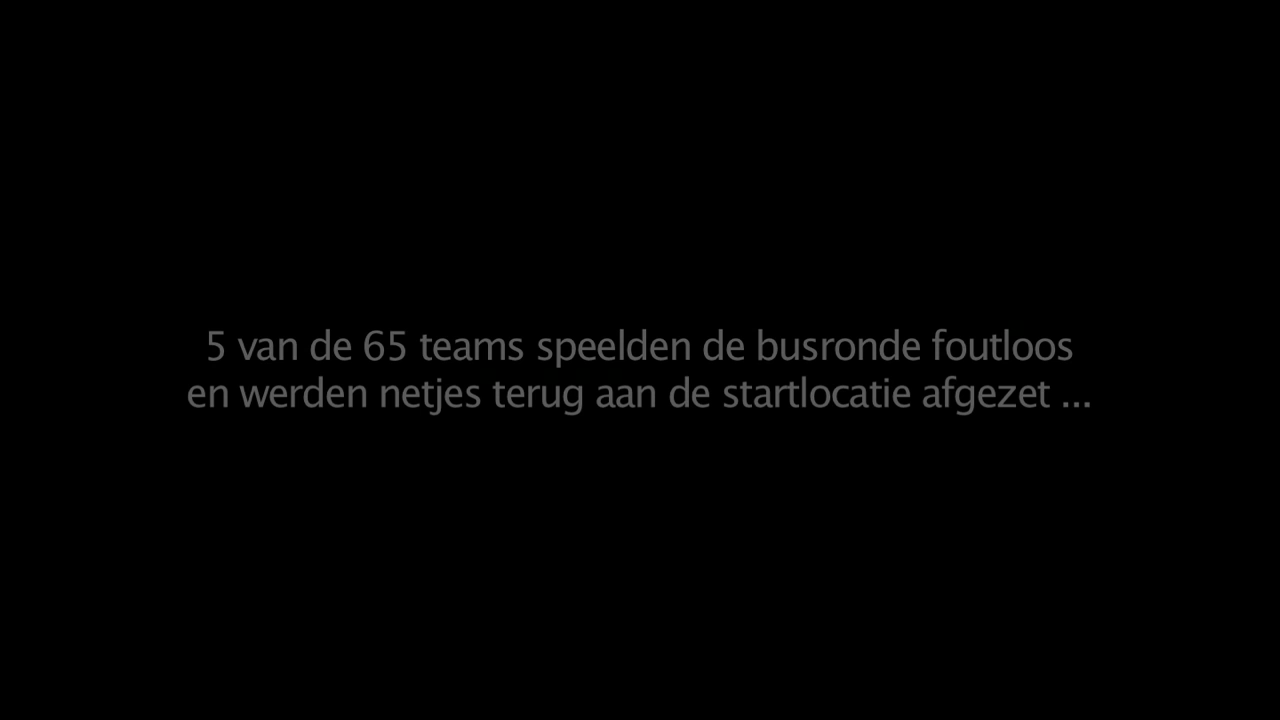 5 van de 65 teams speelden de busronde foutloos
en werden netjes terug aan de startlocatie afgezet ...